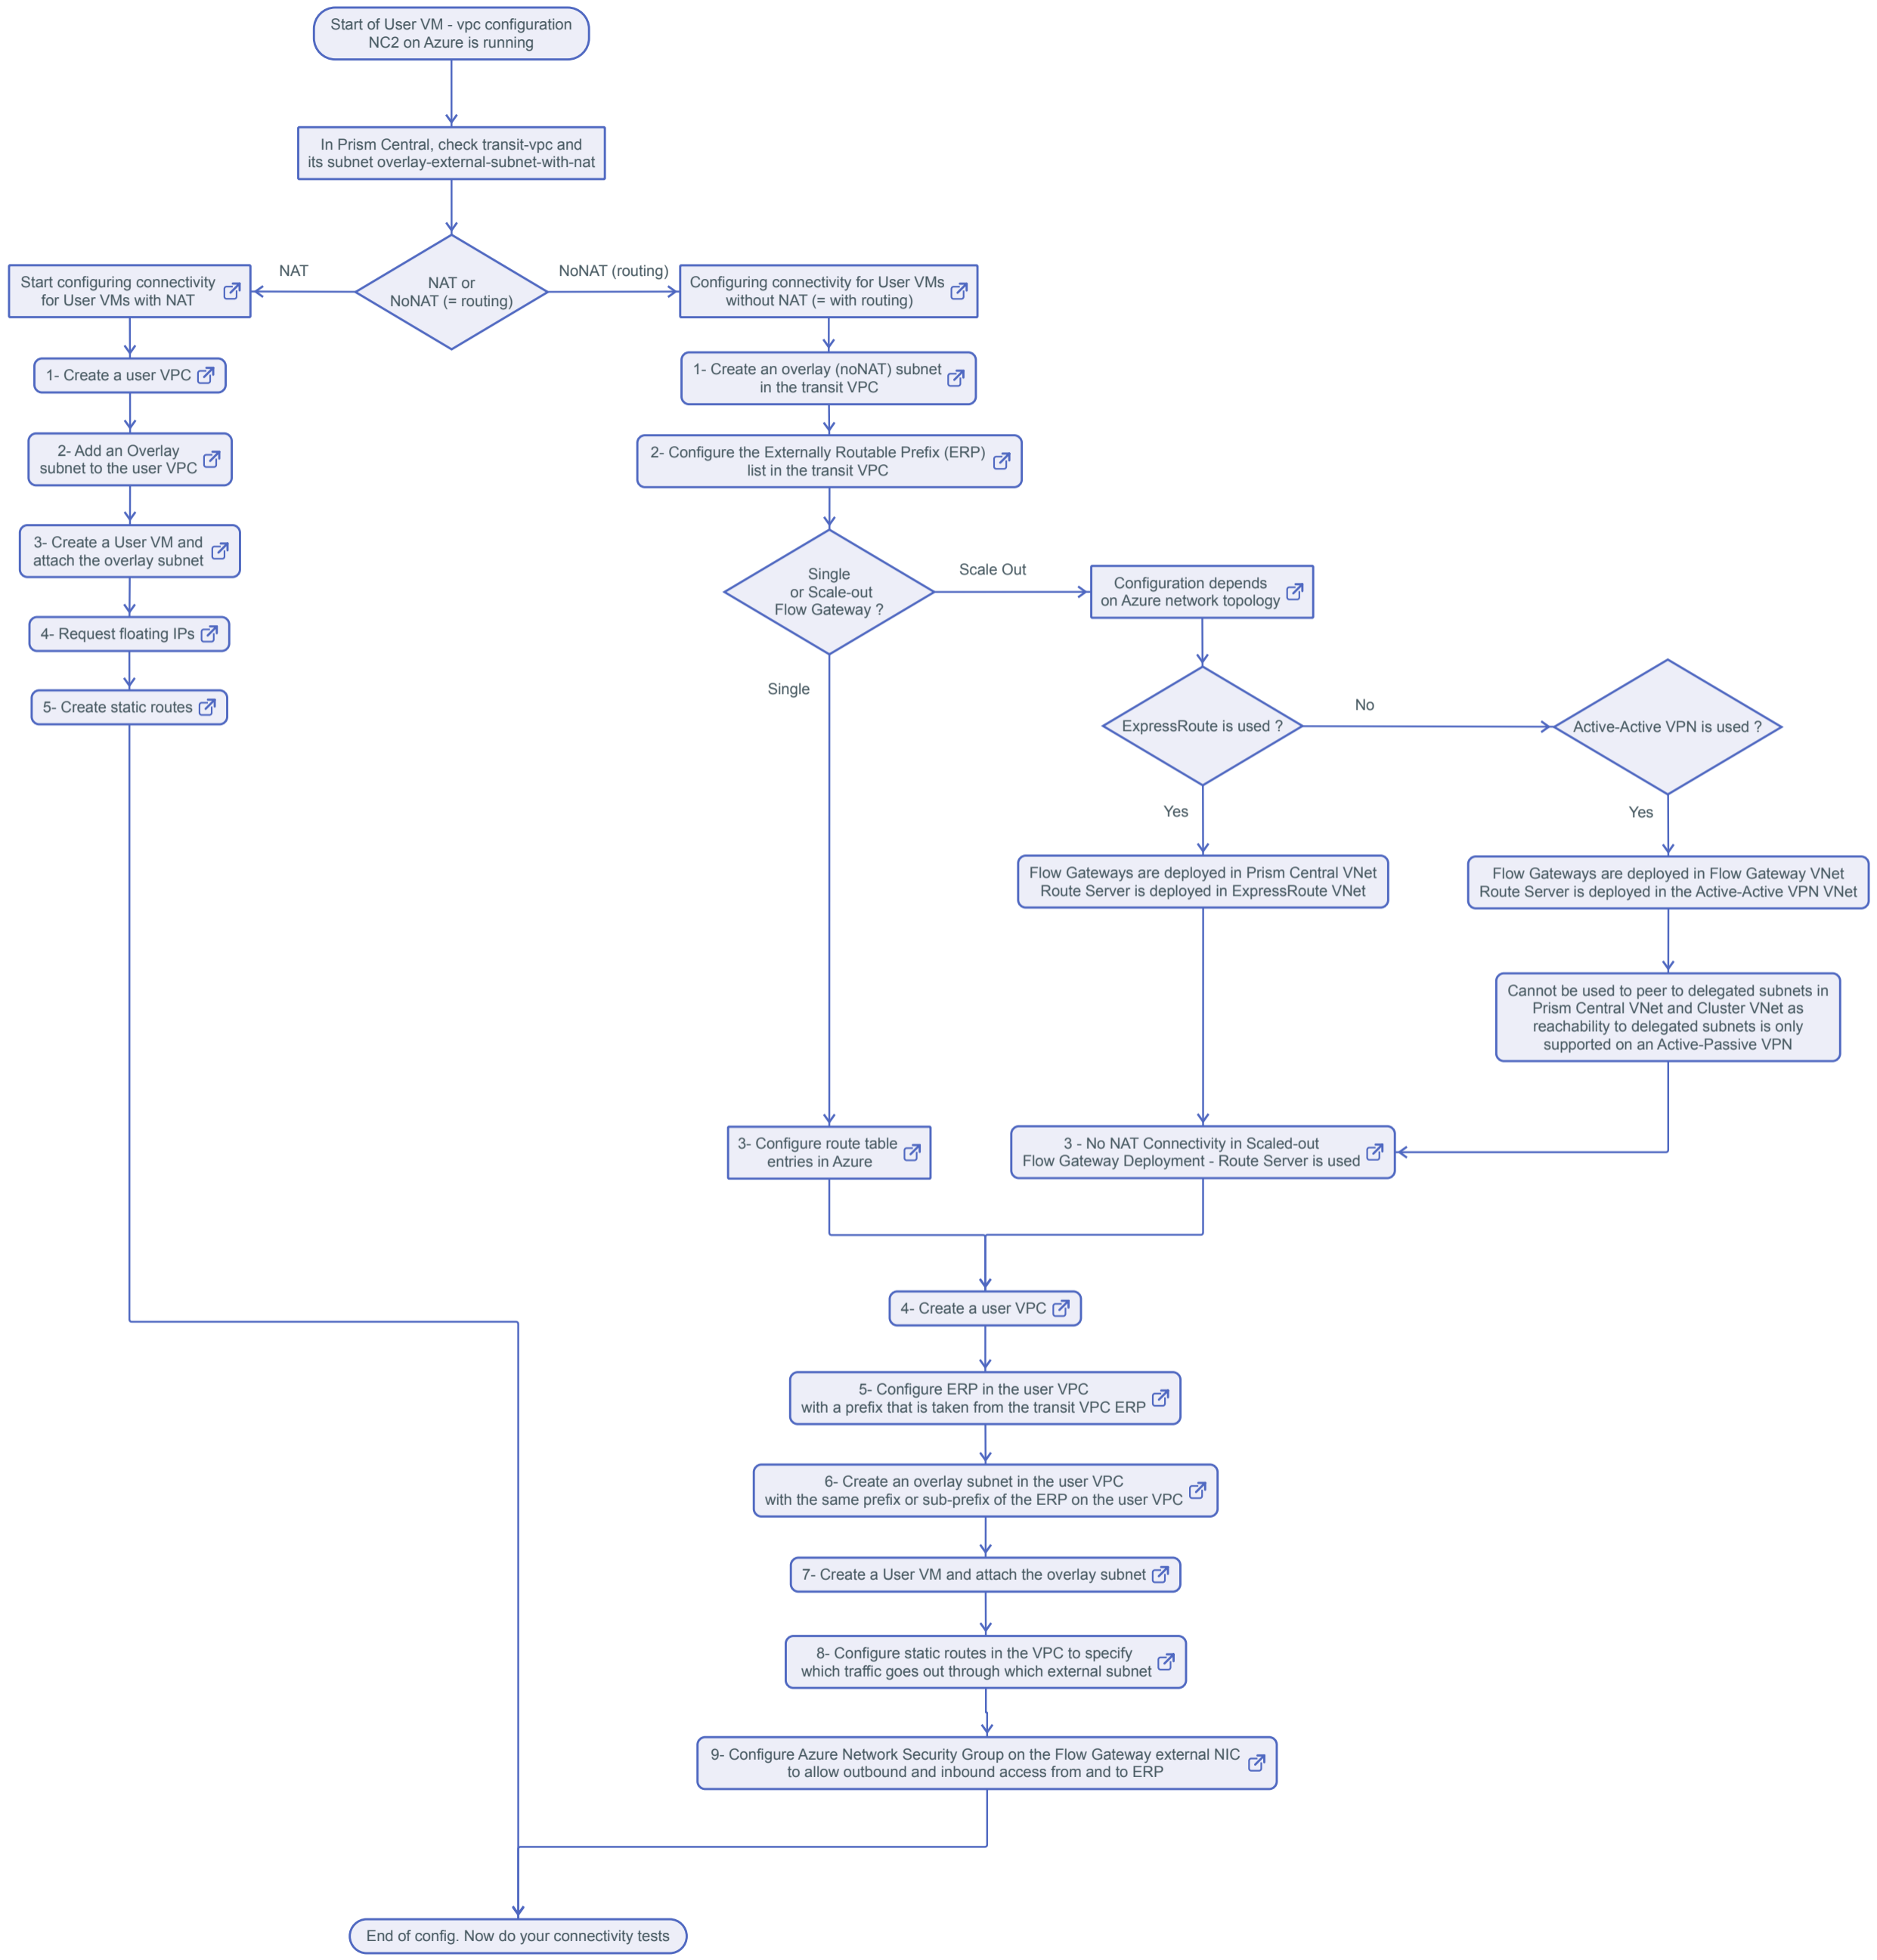 Start of User VM - vpc configuration
NC2 on Azure is running
In Prism Central, check transit-vpc and
its subnet overlay-external-subnet-with-nat
NAT or
NoNAT (= routing)
NAT
NoNAT (routing)
Start configuring connectivity
for User VMs with NAT
1- Create a user VPC
2- Add an Overlay
subnet to the user VPC
3- Create a User VM and
attach the overlay subnet
4- Request floating IPs
5- Create static routes
Configuring connectivity for User VMs
without NAT (= with routing)
1- Create an overlay (noNAT) subnet
in the transit VPC
2- Configure the Externally Routable Prefix (ERP)
list in the transit VPC
Single
or Scale-out
Flow Gateway ?
Scale Out
Single
Configuration depends
on Azure network topology
ExpressRoute is used ?
No
Active-Active VPN is used ?
Yes
Yes
Flow Gateways are deployed in Prism Central VNet
Route Server is deployed in ExpressRoute VNet
Flow Gateways are deployed in Flow Gateway VNet
Route Server is deployed in the Active-Active VPN VNet
Cannot be used to peer to delegated subnets in
Prism Central VNet and Cluster VNet as
reachability to delegated subnets is only
supported on an Active-Passive VPN
3- Configure route table
entries in Azure
3 - No NAT Connectivity in Scaled-out
Flow Gateway Deployment - Route Server is used
4- Create a user VPC
5- Configure ERP in the user VPC
with a prefix that is taken from the transit VPC ERP
6- Create an overlay subnet in the user VPC
with the same prefix or sub-prefix of the ERP on the user VPC
7- Create a User VM and attach the overlay subnet
8- Configure static routes in the VPC to specify
which traffic goes out through which external subnet
9- Configure Azure Network Security Group on the Flow Gateway external NIC
to allow outbound and inbound access from and to ERP
End of config. Now do your connectivity tests